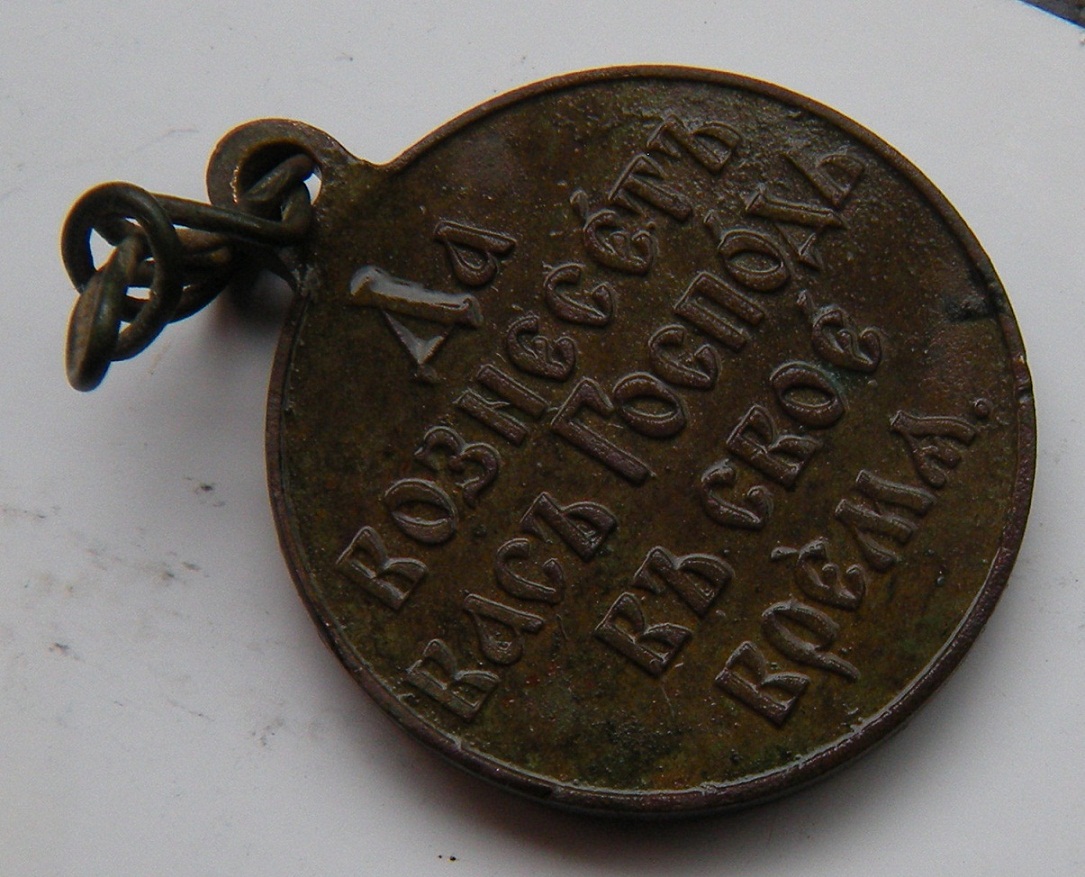 Да
вознесетъ
васъ Господь
въ свое
время.